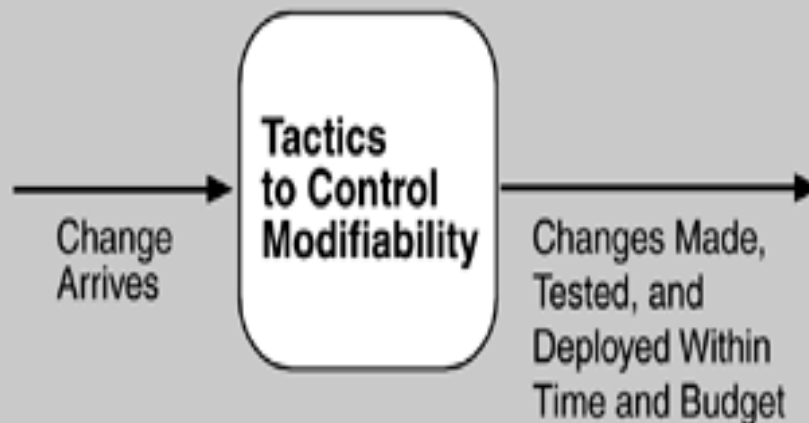 Tactics
to Control
Modifiability
Change
Arrives
Changes Made,
Tested, and
Deployed Within
Time and Budget